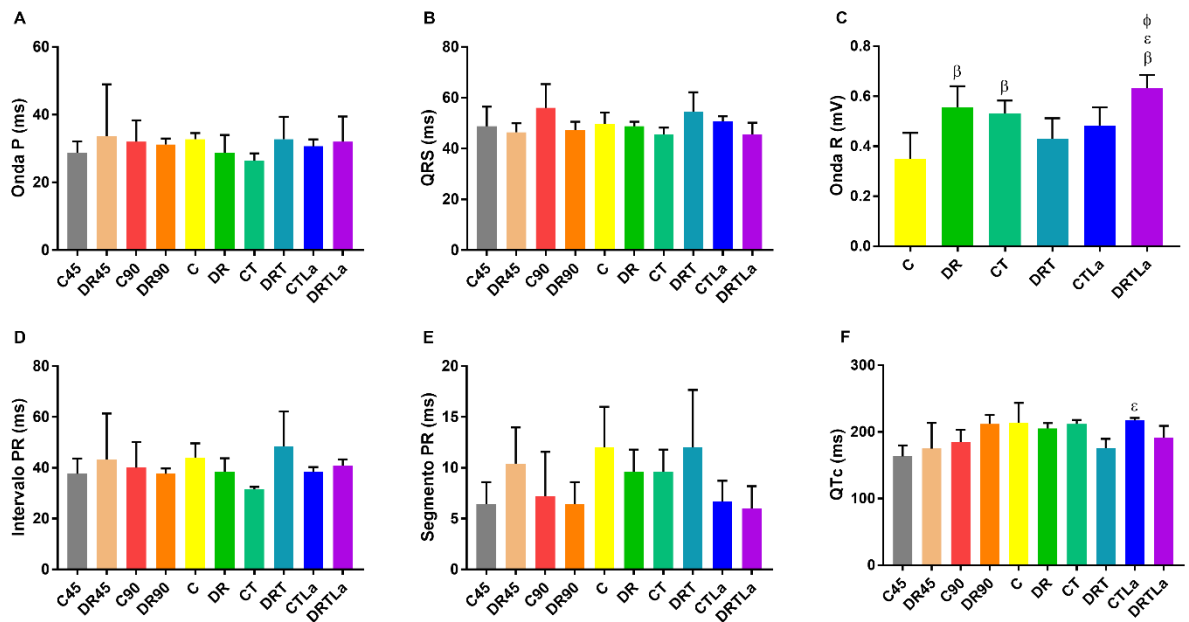 A
Onda P (ms)
60
40
20
0
C45
DR45
C90
DR90
C
DR
CT
DRT
CTLa
DRTLa
B
QRS (ms)
80
60
40
20
0
C45
DR45
C90
DR90
C
DR
CT
DRT
CTLa
DRTLa
C
Onda R (mV)
0.8
0.6
0.4
0.2
0.0
β
β
ϕ
ε
β
C
DR
CT
DRT
CTLa
DRTLa
D
Intervalo PR (ms)
80
60
40
20
0
C45
DR45
C90
DR90
C
DR
CT
DRT
CTLa
DRTLa
E
Segmento PR (ms)
20
15
10
5
0
C45
DR45
C90
DR90
C
DR
CT
DRT
CTLa
DRTLa
F
QTc (ms)
300
200
100
0
ε
C45
DR45
C90
DR90
C
DR
CT
DRT
CTLa
DRTLa